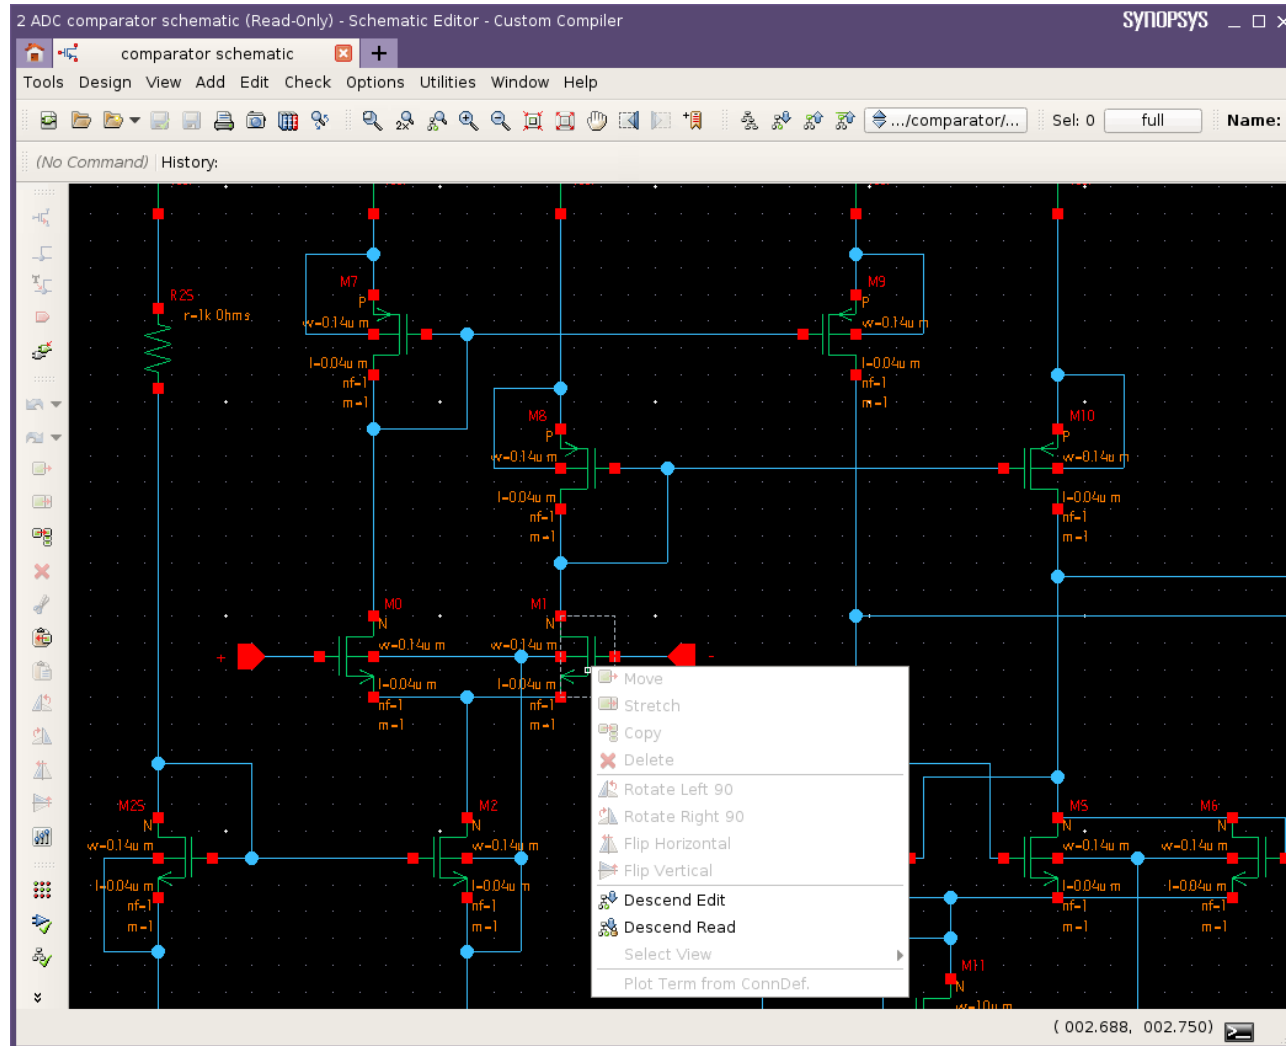 2 ADC comparator schematic (Read-Only) - Schematic Editor - Custom Compiler
SYNOPSYS
comparator schematic
Tools Design View Add Edit Check Options Utilities Window Help
.../comparator/... Sel: 0 full Name:
(No Command) History:
M7
P
w=0.14u m
l=0.04u m
nf=1
m=1
M9
P
w=0.14u m
l=0.04u m
nf=1
m=1
R25
r=1k Ohms
M8
P
w=0.14u m
l=0.04u m
nf=1
m=1
M10
P
w=0.14u m
l=0.04u m
nf=1
m=1
M0
N
w=0.14u m
l=0.04u m
nf=1
m=1
M1
N
w=0.14u m
l=0.04u m
nf=1
m=1
+
-
Move
Stretch
Copy
Delete
Rotate Left 90
Rotate Right 90
Flip Horizontal
Flip Vertical
Descend Edit
Descend Read
Select View
Plot Term from ConnDef.
M25
N
w=0.14u m
l=0.04u m
nf=1
m=1
M2
N
w=0.14u m
l=0.04u m
nf=1
m=1
M5
N
w=0.14u m
l=0.04u m
nf=1
m=1
M6
N
w=0.14u m
l=0.04u m
nf=1
m=1
M11
N
w=10u m
( 002.688, 002.750)